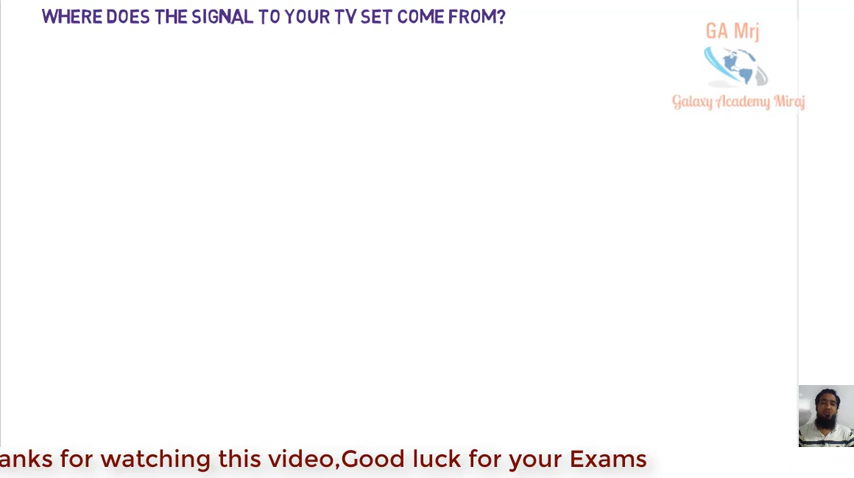 WHERE DOES THE SIGNAL TO YOUR TV SET COME FROM?
GA Mrj
Galaxy Academy Miraj
anks for watching this video,Good luck for your Exams